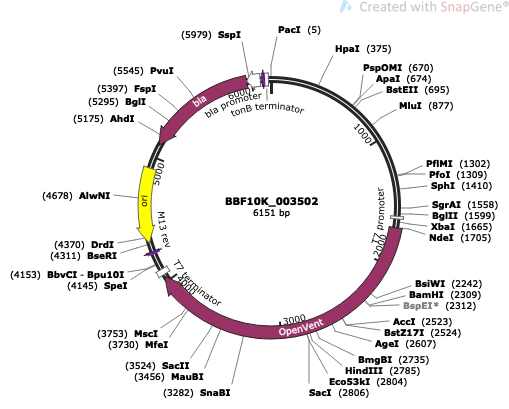 Created with SnapGene®
PacI (5)
HpaI (375)
PspOMI (670)
ApaI (674)
BstEII (695)
MluI (877)
PflMI (1302)
PfoI (1309)
SphI (1410)
SgrAI (1558)
BglII (1599)
XbaI (1665)
NdeI (1705)
BsiWI (2242)
BamHI (2309)
BspEI* (2312)
AccI (2523)
BstZ17I (2524)
AgeI (2607)
BmgBI (2735)
HindIII (2785)
Eco53kI (2804)
SacI (2806)
(3282) SnaBI
(3456) MauBI
(3524) SacII
(3730) MfeI
(3753) MscI
(4145) SpeI
(4153) BbvCI - Bpu10I
(4311) BseRI
(4370) DrdI
(4678) AlwNI
(5175) AhdI
(5295) BglI
(5397) FspI
(5545) PvuI
(5979) SspI
bla
bla promoter
tonB terminator
T7 promoter
OpenVent
T7 terminator
M13 rev
ori
1000
2000
3000
4000
5000
6000
BBF10K_003502
6151 bp